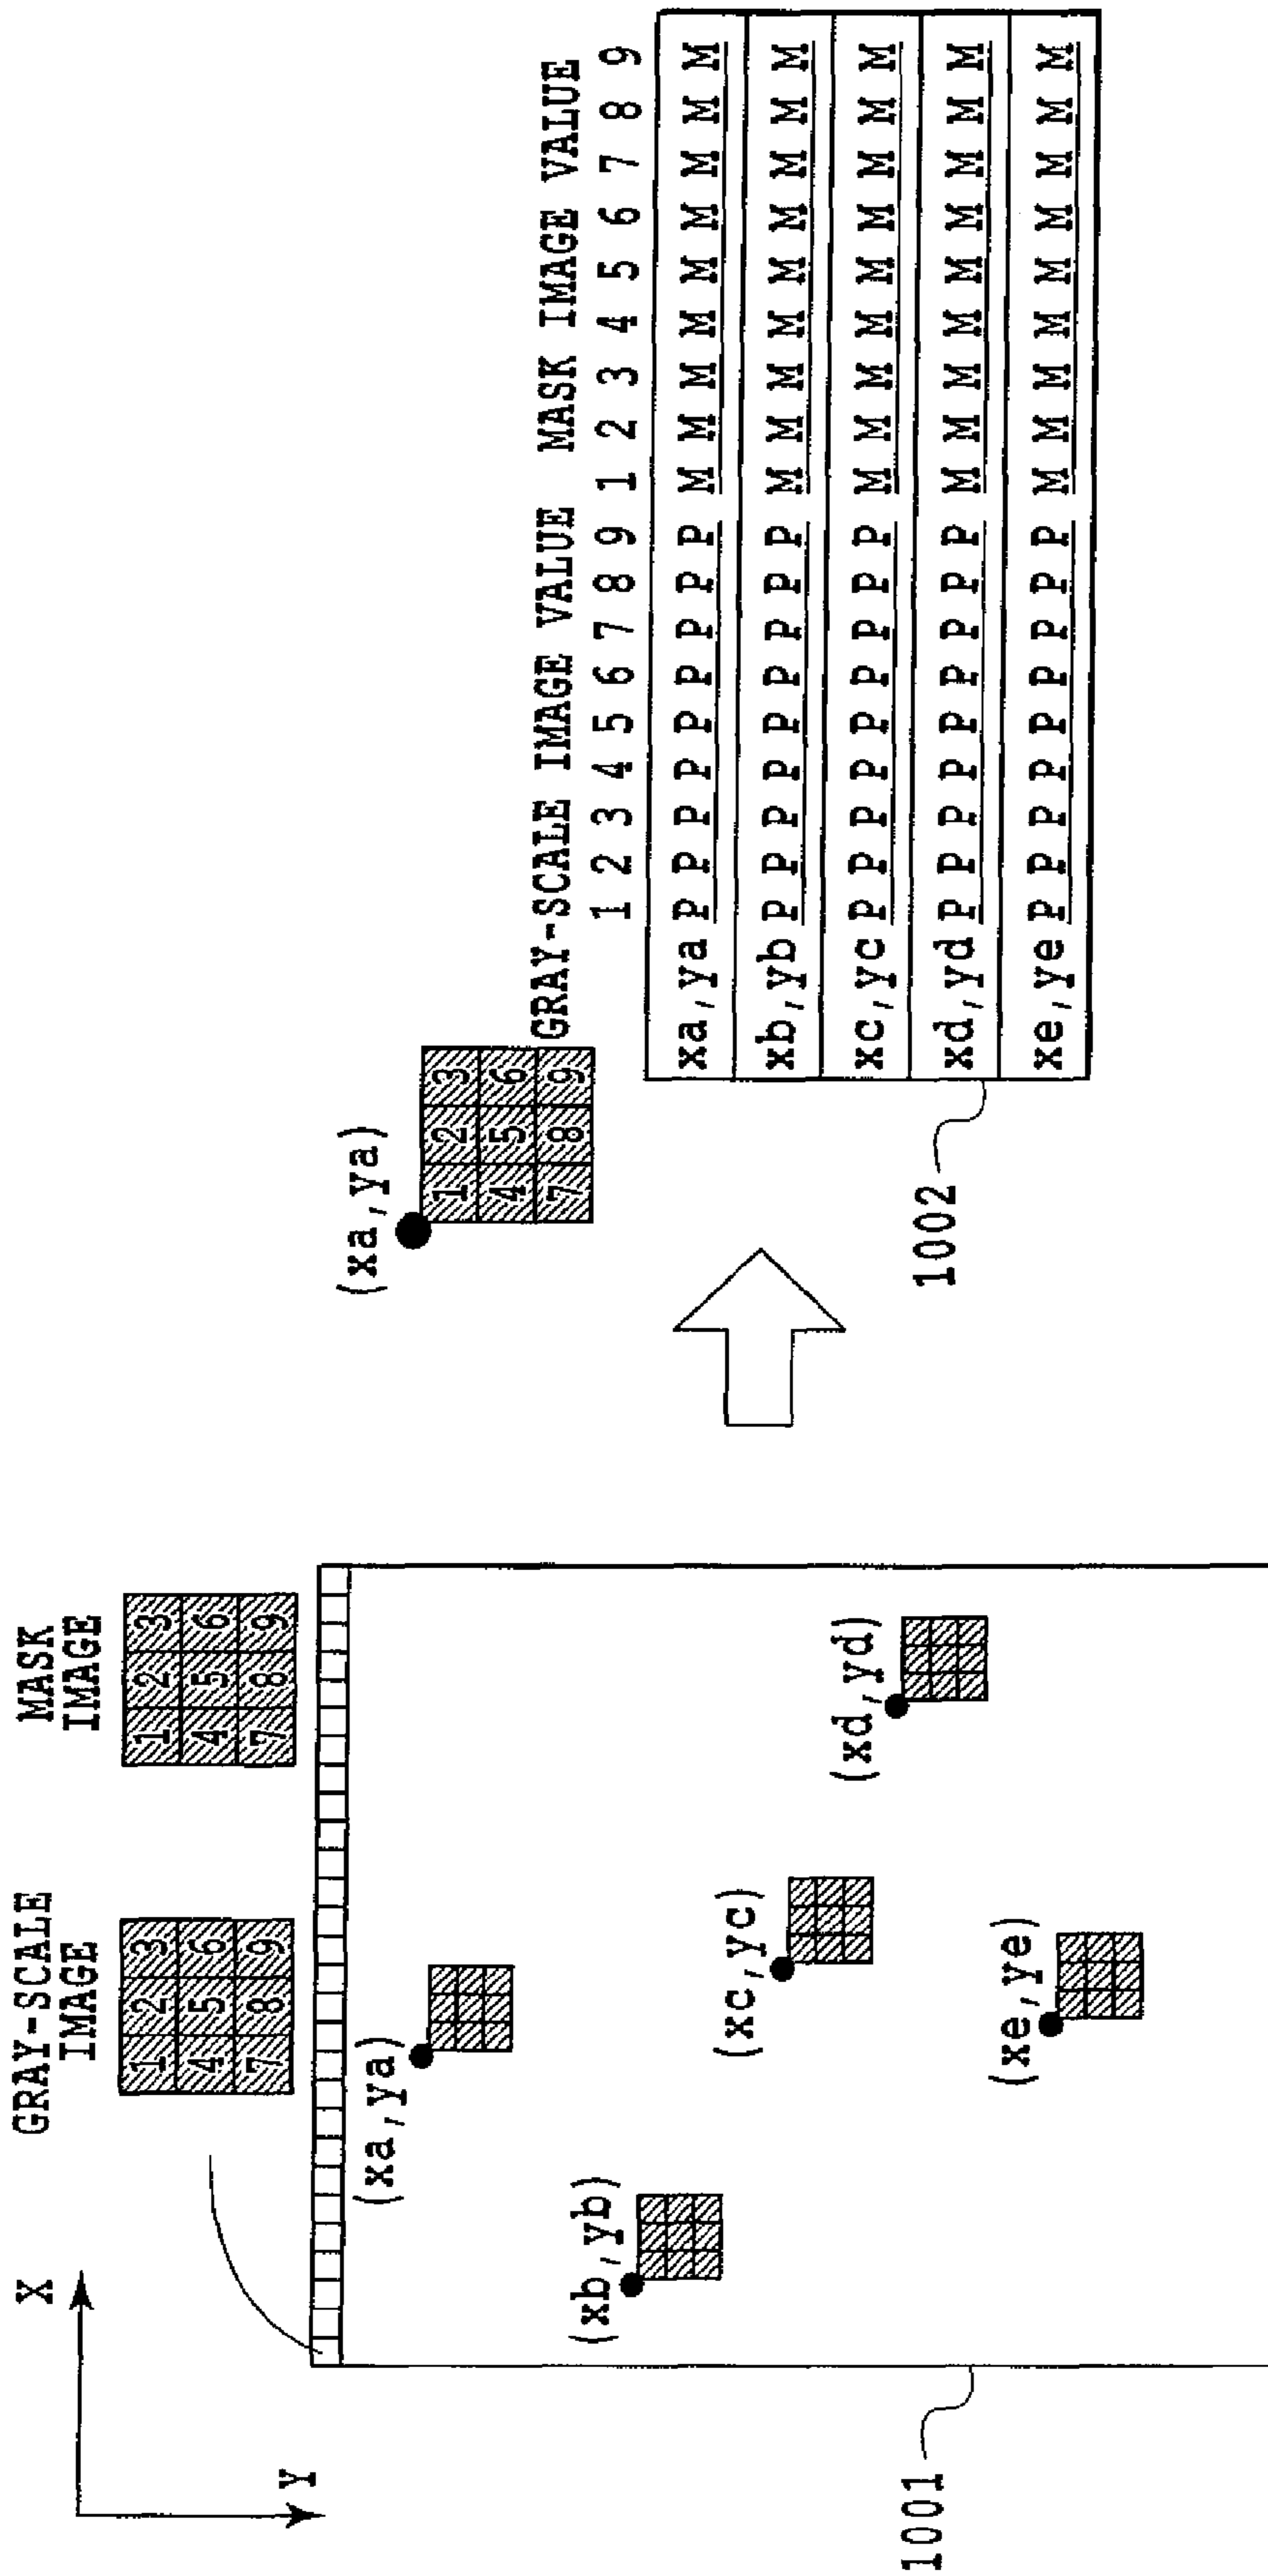 X
Y
GRAY-SCALE
IMAGE
1 2 3
4 5 6
7 8 9
MASK
IMAGE
1 2 3
4 5 6
7 8 9
(xa,ya)
(xb,yb)
(xc,yc)
(xd,yd)
(xe,ye)
1001
(xa,ya)
1 2 3
4 5 6
7 8 9
GRAY-SCALE IMAGE VALUE MASK IMAGE VALUE
1 2 3 4 5 6 7 8 9 1 2 3 4 5 6 7 8 9
xa,ya P P P P P P P P P M M M M M M M M M
xb,yb P P P P P P P P P M M M M M M M M M
xc,yc P P P P P P P P P M M M M M M M M M
xd,yd P P P P P P P P P M M M M M M M M M
xe,ye P P P P P P P P P M M M M M M M M M
1002